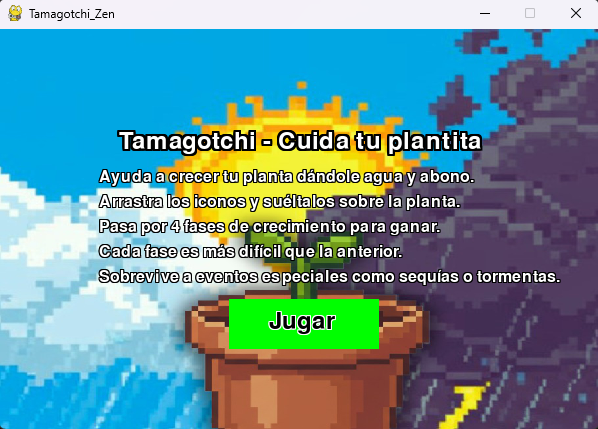 Tamagotchi_Zen
Tamagotchi - Cuida tu plantita
Ayuda a crecer tu planta dándole agua y abono.
Arrastra los iconos y suéltalos sobre la planta.
Pasa por 4 fases de crecimiento para ganar.
Cada fase es más difícil que la anterior.
Sobrevive a eventos especiales como sequías o tormentas.
Jugar